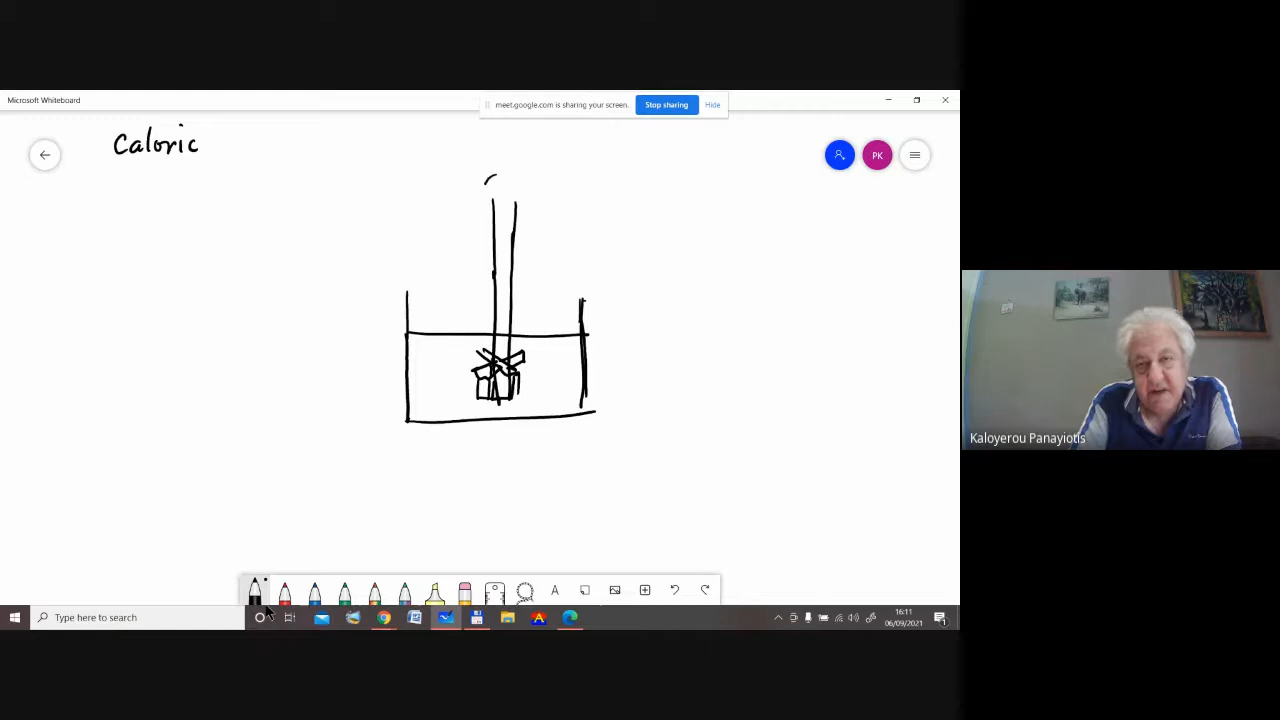 Microsoft Whiteboard
meet.google.com is sharing your screen.
Stop sharing
Hide
Caloric
PK
Kaloyerou Panayiotis
A
Type here to search
A
16:11
06/09/2021
1